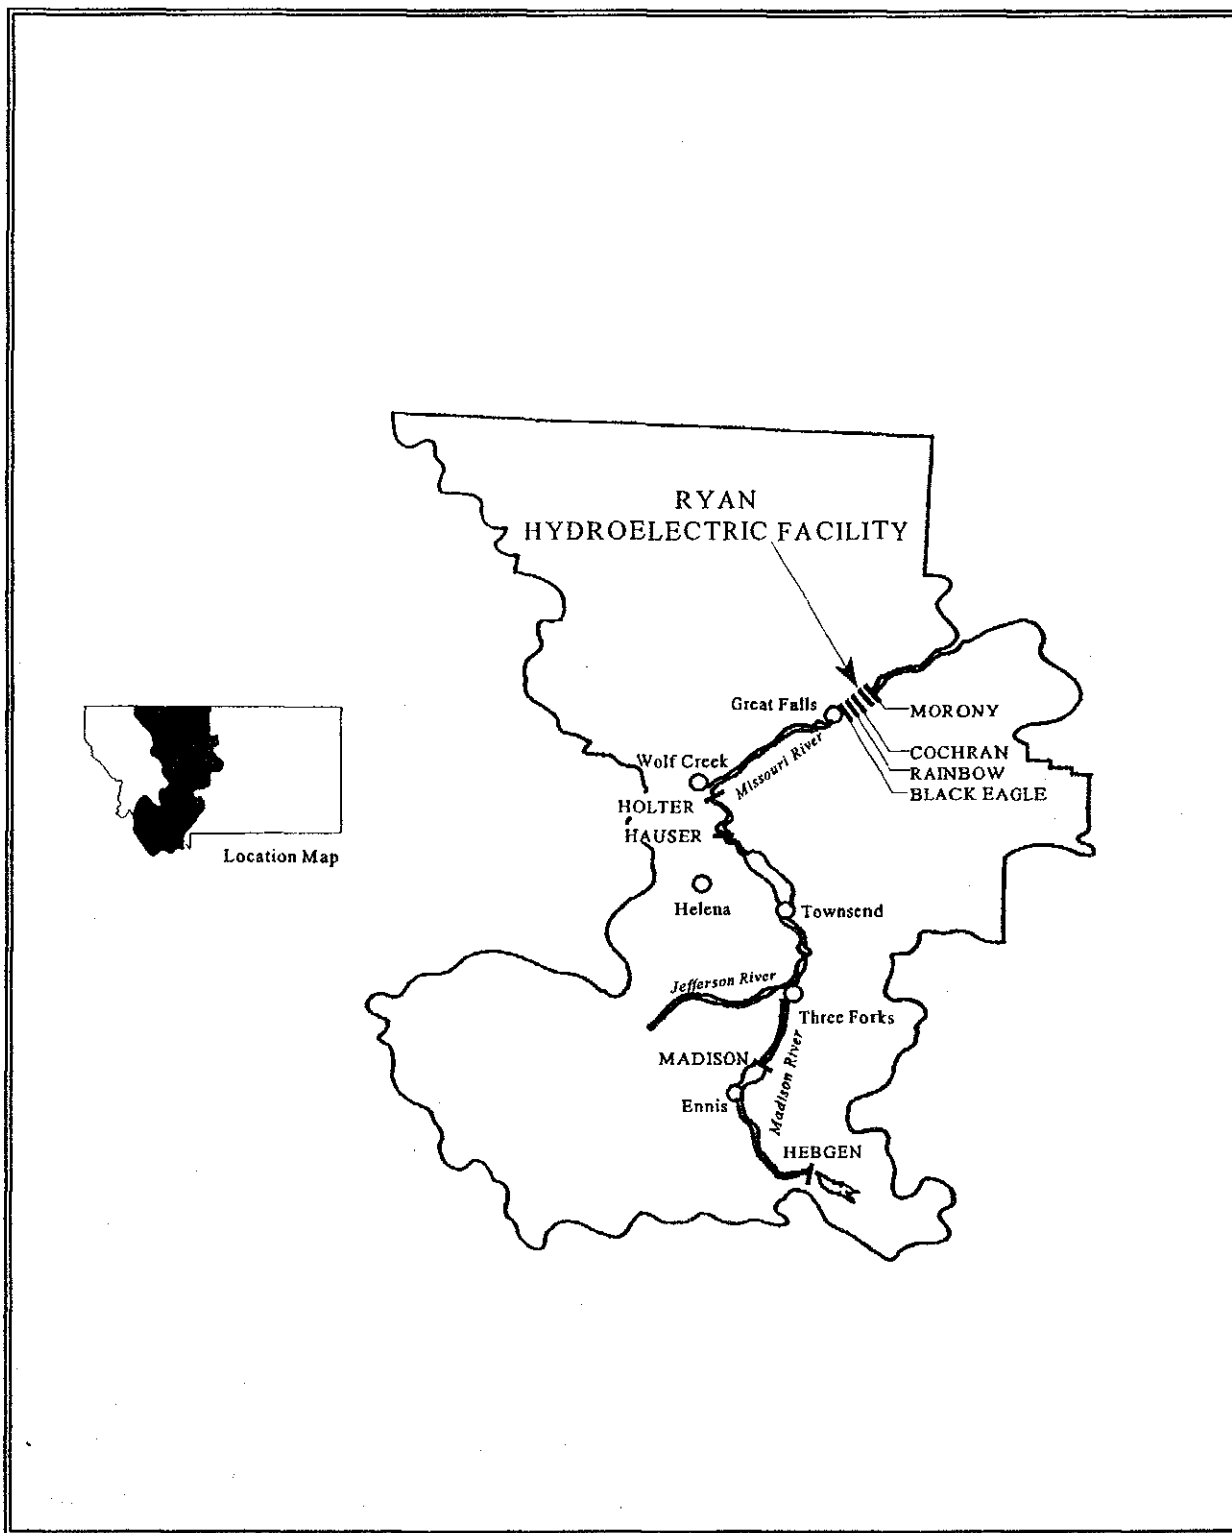 RYAN
HYDROELECTRIC FACILITY
Great Falls
MORONY
Missouri River
COCHRAN
RAINBOW
BLACK EAGLE
Wolf Creek
HOLTER
HAUSER
Location Map
Helena
Townsend
Jefferson River
Three Forks
MADISON
Madison River
Ennis
HEBGEN